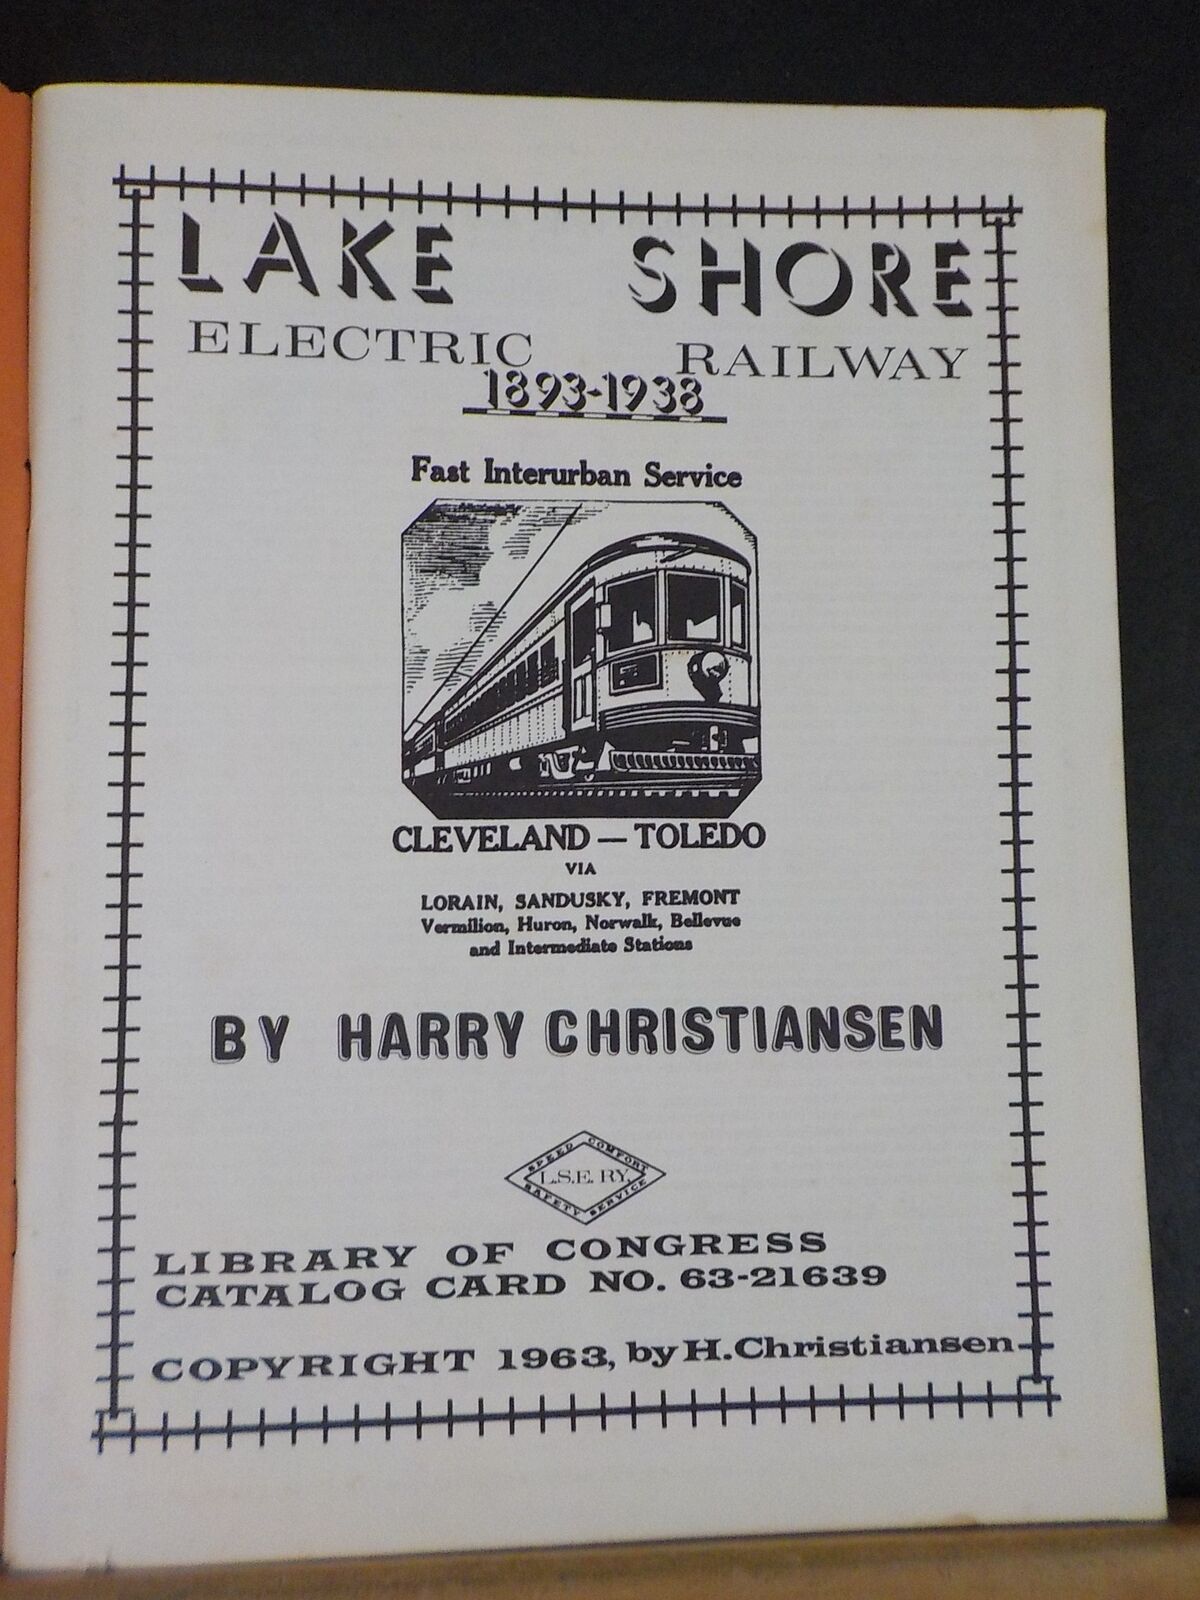 LAKE SHORE
ELECTRIC RAILWAY
1893-1938
Fast Interurban Service
CLEVELAND — TOLEDO
VIA
LORAIN, SANDUSKY, FREMONT
Vermilion, Huron, Norwalk, Bellevue
and Intermediate Stations
BY HARRY CHRISTIANSEN
SPEED COMFORT
L.S.E. RY.
SAFETY SERVICE
LIBRARY OF CONGRESS
CATALOG CARD NO. 63-21639
COPYRIGHT 1963, by H.Christiansen